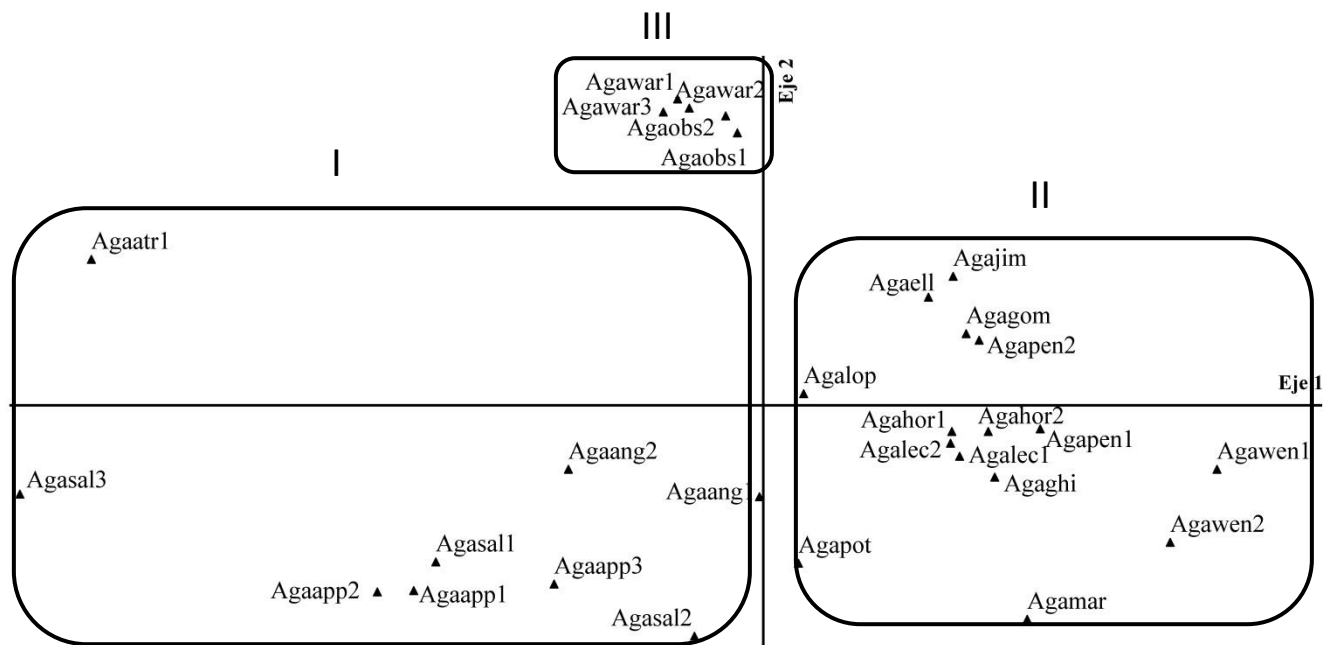 III
Eje 2
Agawar1
Agawar2
Agawar3
Agaobs2
Agaobs1
I
II
Agaatr1
Agajim
Agaell
Agagom
Agapen2
Agalop
Eje 1
Agahor1
Agahor2
Agapen1
Agalec2
Agalec1
Agawen1
Agaang2
Agaghi
Agasal3
Agaang1
Agawen2
Agasal1
Agapot
Agaapp3
Agaapp2
Agaapp1
Agasal2
Agamar